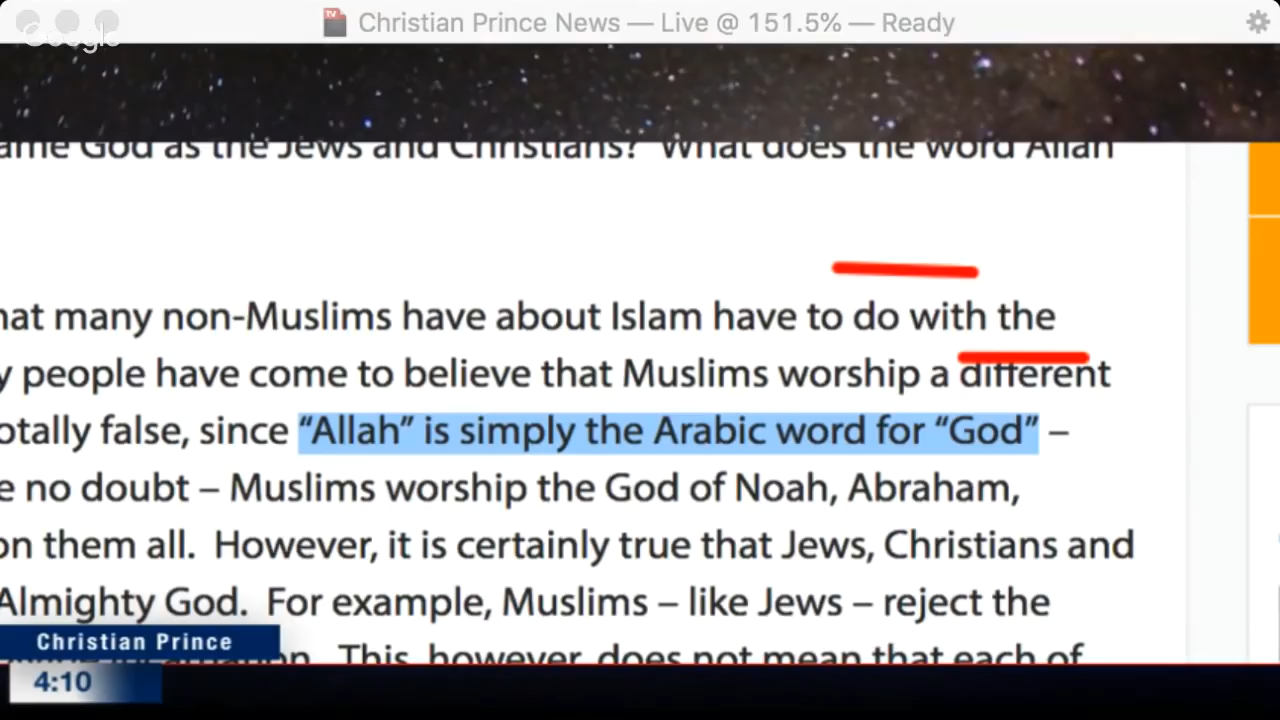 Christian Prince News — Live @ 151.5% — Ready
Google
ame God as the Jews and Christians? What does the word Allah
hat many non-Muslims have about Islam have to do with the
y people have come to believe that Muslims worship a different
otally false, since “Allah” is simply the Arabic word for “God” –
e no doubt – Muslims worship the God of Noah, Abraham,
on them all. However, it is certainly true that Jews, Christians and
Almighty God. For example, Muslims – like Jews – reject the
This, however, does not mean that each of
Christian Prince
4:10